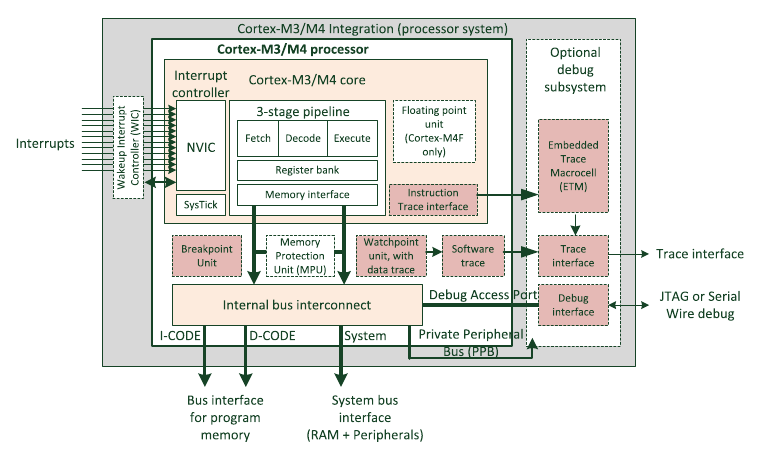 Cortex-M3/M4 Integration (processor system)
Cortex-M3/M4 processor
Optional
debug
subsystem
Interrupt
controller
Cortex-M3/M4 core
Interrupts
Wakeup Interrupt
Controller (WIC)
NVIC
SysTick
3-stage pipeline
Fetch
Decode
Execute
Register bank
Memory interface
Floating point
unit
(Cortex-M4F
only)
Instruction
Trace interface
Embedded
Trace
Macrocell
(ETM)
Breakpoint
Unit
Memory
Protection
Unit (MPU)
Watchpoint
unit, with
data trace
Software
trace
Trace
interface
Trace interface
Internal bus interconnect
Debug Access Port
Debug
interface
JTAG or Serial
Wire debug
I-CODE
D-CODE
System
Private Peripheral
Bus (PPB)
Bus interface
for program
memory
System bus
interface
(RAM + Peripherals)